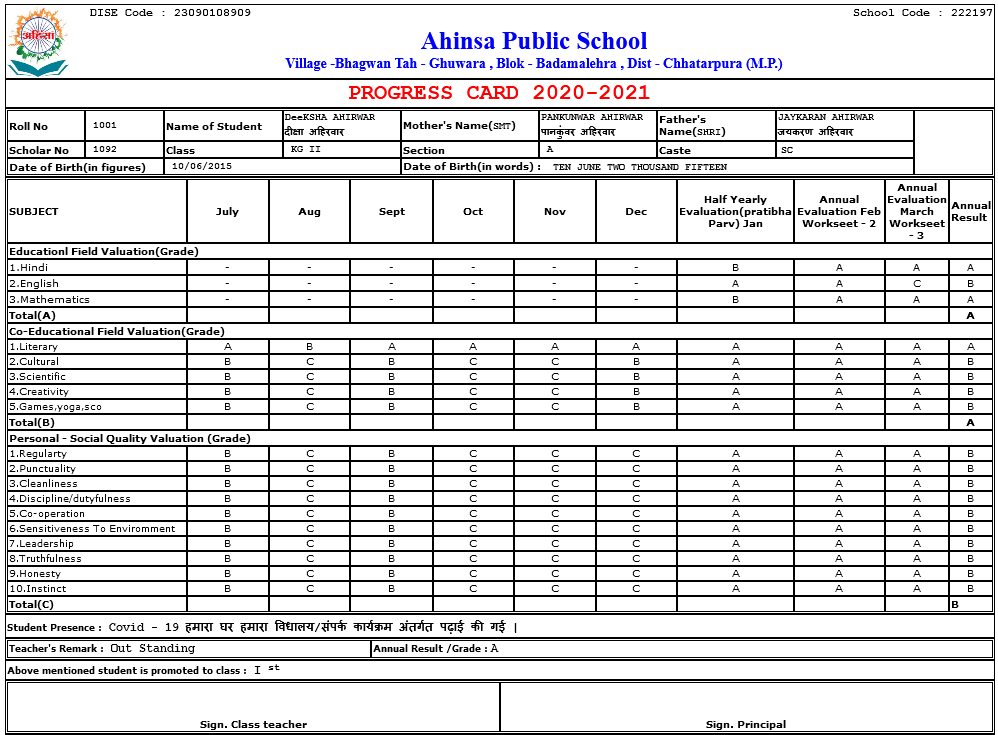 DISE Code : 23090108909 School Code : 222197
अहिंसा
Ahinsa Public School
Village -Bhagwan Tah - Ghuwara , Blok - Badamalehra , Dist - Chhatarpura (M.P.)
PROGRESS CARD 2020-2021
Roll No 1001 Name of Student DeeKSHA AHIRWAR दीक्षा अहिरवार Mother's Name(SMT) PANKUNWAR AHIRWAR पानकुंवर अहिरवार Father's Name(SHRI) JAYKARAN AHIRWAR जयकरण अहिरवार
Scholar No 1092 Class KG II Section A Caste SC
Date of Birth(in figures) 10/06/2015 Date of Birth(in words) : TEN JUNE TWO THOUSAND FIFTEEN
SUBJECT July Aug Sept Oct Nov Dec Half Yearly Evaluation(pratibha Parv) Jan Annual Evaluation Feb Workseet - 2 Annual Evaluation March Workseet - 3 Annual Result
Educationl Field Valuation(Grade)
1.Hindi - - - - - - B A A A
2.English - - - - - - A A C B
3.Mathematics - - - - - - B A A A
Total(A) A
Co-Educational Field Valuation(Grade)
1.Literary A B A A A A A A A A
2.Cultural B C B C C B A A A B
3.Scientific B C B C C B A A A B
4.Creativity B C B C C B A A A B
5.Games,yoga,sco B C B C C B A A A B
Total(B) A
Personal - Social Quality Valuation (Grade)
1.Regularty B C B C C C A A A B
2.Punctuality B C B C C C A A A B
3.Cleanliness B C B C C C A A A B
4.Discipline/dutyfulness B C B C C C A A A B
5.Co-operation B C B C C C A A A B
6.Sensitiveness To Enviromment B C B C C C A A A B
7.Leadership B C B C C C A A A B
8.Truthfulness B C B C C C A A A B
9.Honesty B C B C C C A A A B
10.Instinct B C B C C C A A A B
Total(C) B
Student Presence : Covid - 19 हमारा घर हमारा विधालय/संपर्क कार्यक्रम अंतर्गत पढ़ाई की गई |
Teacher's Remark : Out Standing Annual Result /Grade : A
Above mentioned student is promoted to class : I st
Sign. Class teacher Sign. Principal